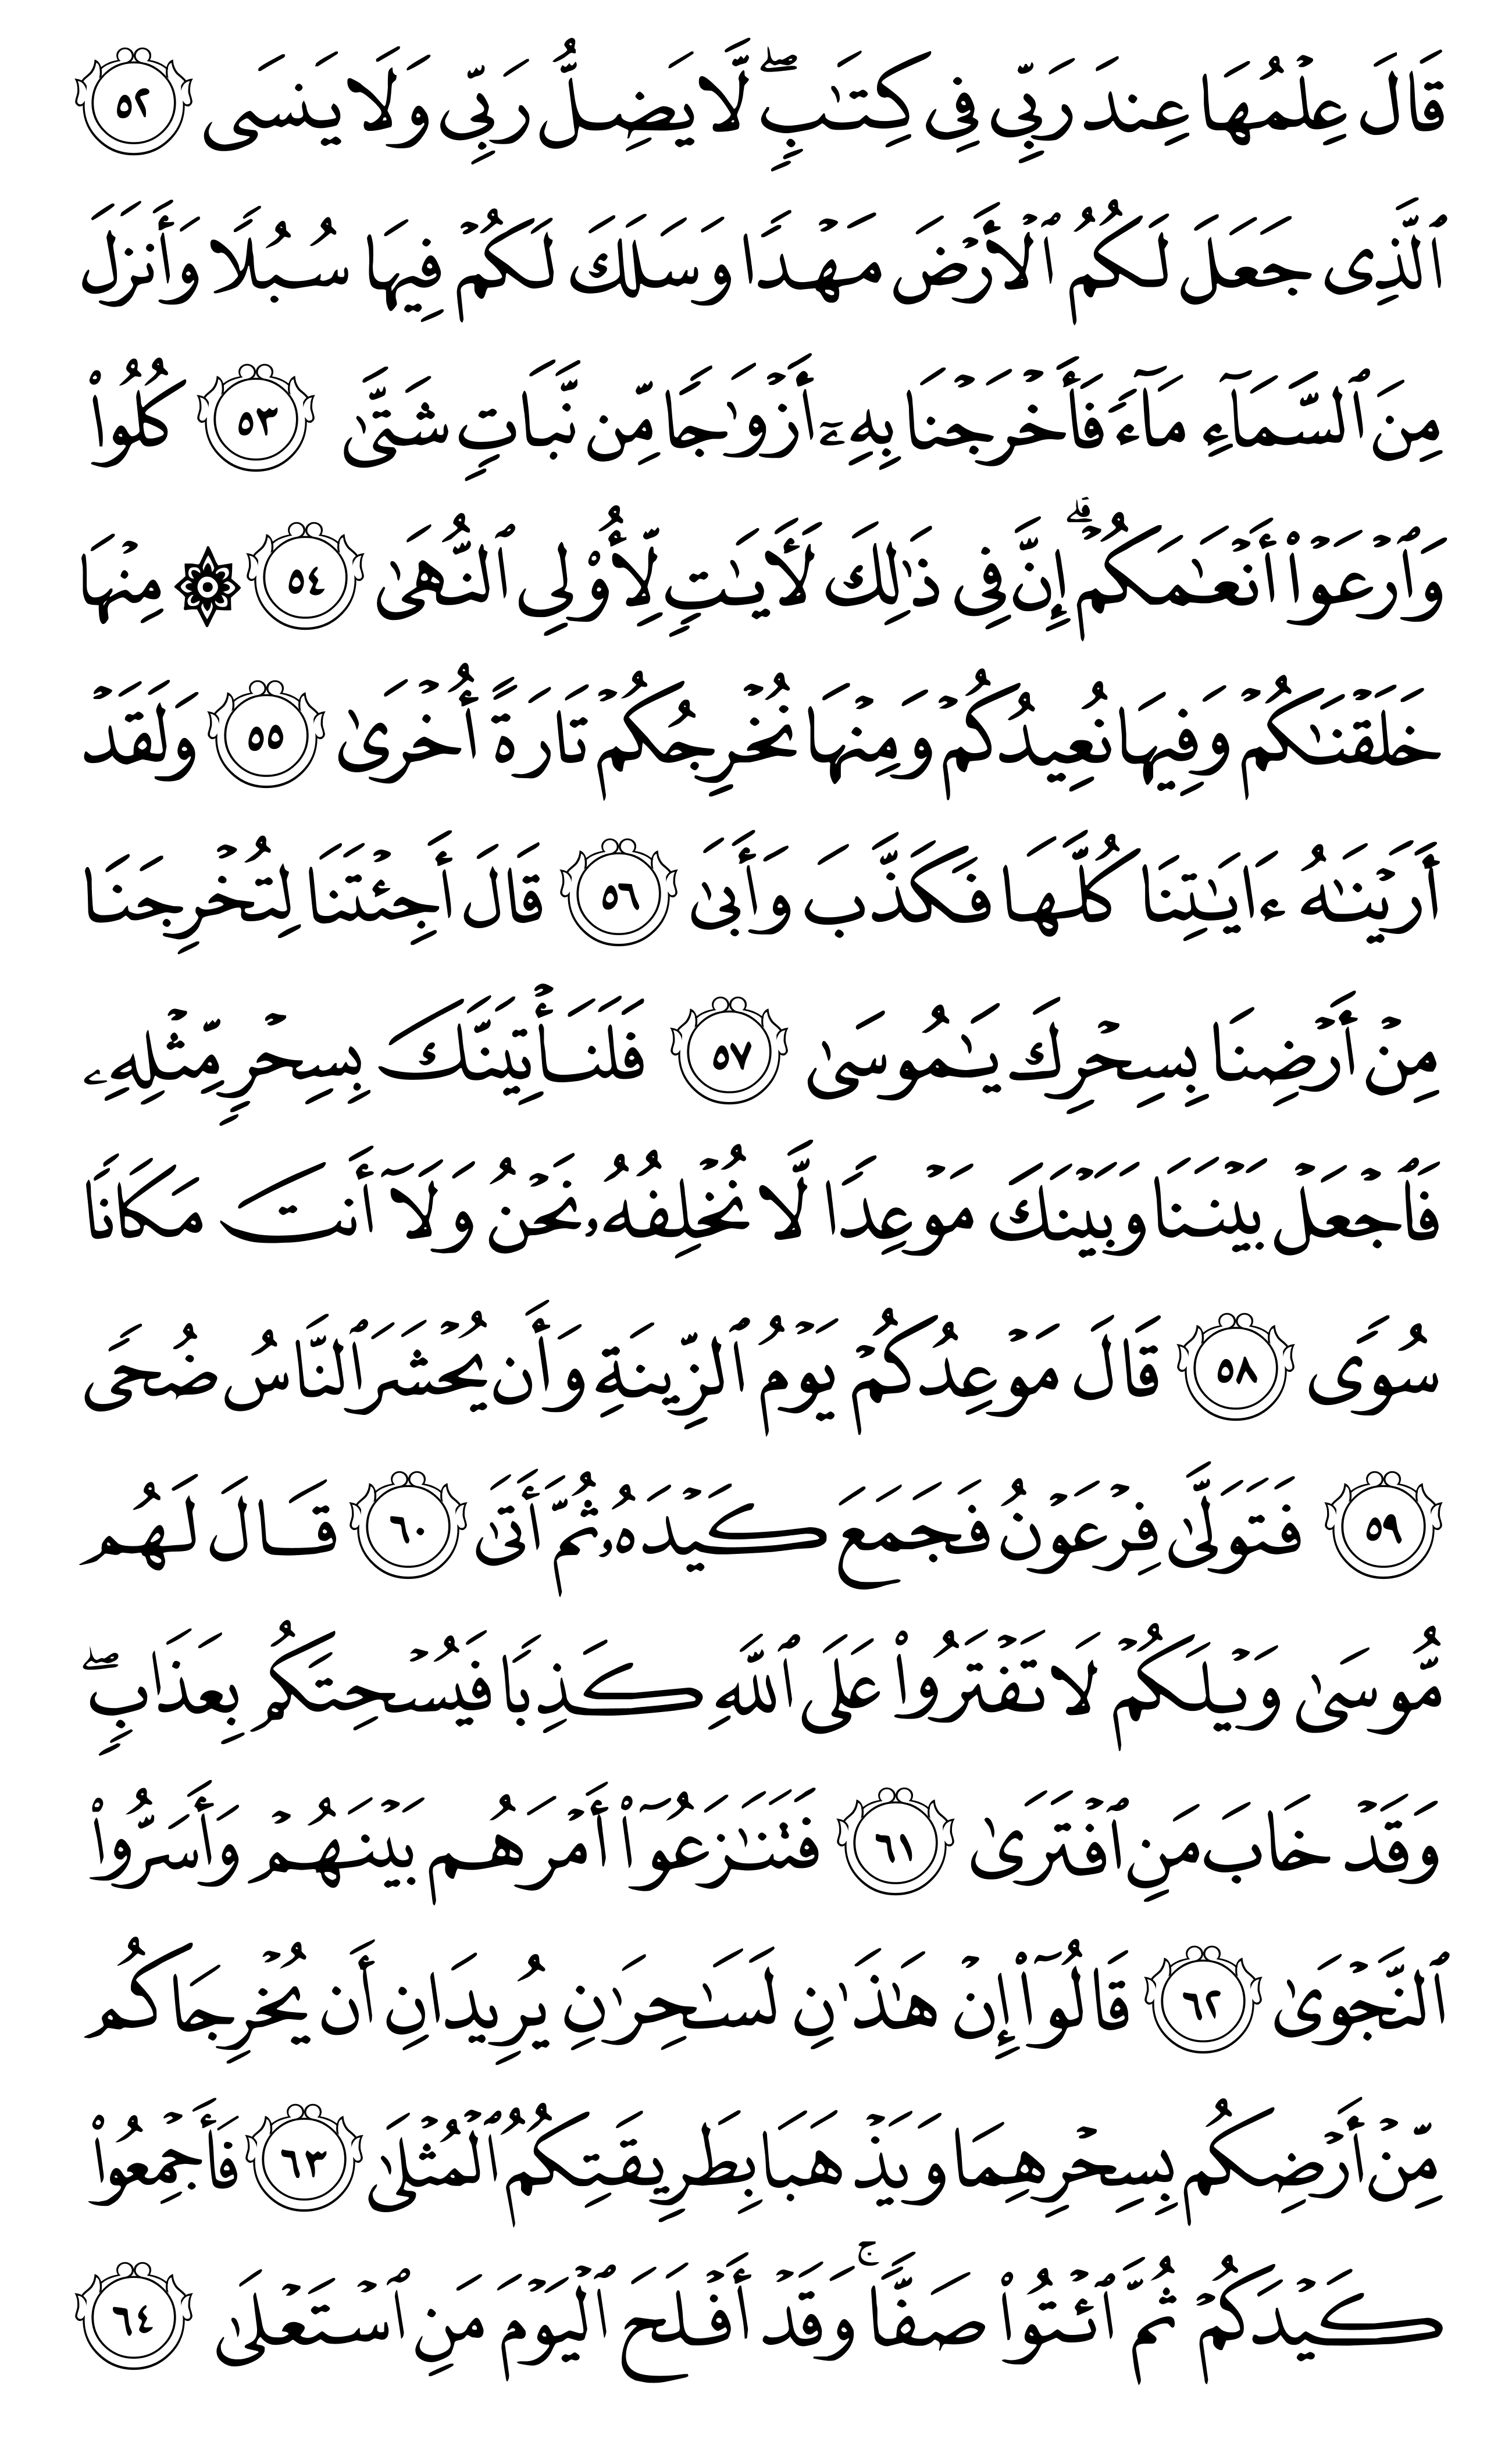 قَالَ عِلْمُهَا عِندَ رَبِّى فِى كِتَـٰبٍۢ ۖ لَّا يَضِلُّ رَبِّى وَلَا يَنسَى ٥٢
ٱلَّذِى جَعَلَ لَكُمُ ٱلْأَرْضَ مَهْدًا وَسَلَكَ لَكُمْ فِيهَا سُبُلًا وَأَنزَلَ
مِنَ ٱلسَّمَآءِ مَآءً فَأَخْرَجْنَا بِهِۦٓ أَزْوَٰجًا مِّن نَّبَاتٍ شَتَّىٰ ٥٣ كُلُوا۟
وَٱرْعَوْا۟ أَنْعَـٰمَكُمْ ۗ إِنَّ فِى ذَٰلِكَ لَـَٔايَـٰتٍ لِّأُو۟لِى ٱلنُّهَىٰ ٥٤ ۞ مِنْهَا
خَلَقْنَـٰكُمْ وَفِيهَا نُعِيدُكُمْ وَمِنْهَا نُخْرِجُكُمْ تَارَةً أُخْرَىٰ ٥٥ وَلَقَدْ
أَرَيْنَـٰهُ ءَايَـٰتِنَا كُلَّهَا فَكَذَّبَ وَأَبَىٰ ٥٦ قَالَ أَجِئْتَنَا لِتُخْرِجَنَا
مِنْ أَرْضِنَا بِسِحْرِكَ يَـٰمُوسَىٰ ٥٧ فَلَنَأْتِيَنَّكَ بِسِحْرٍ مِّثْلِهِۦ
فَٱجْعَلْ بَيْنَنَا وَبَيْنَكَ مَوْعِدًا لَّا نُخْلِفُهُۥ نَحْنُ وَلَآ أَنتَ مَكَانًا
سُوًى ٥٨ قَالَ مَوْعِدُكُمْ يَوْمُ ٱلزِّينَةِ وَأَن يُحْشَرَ ٱلنَّاسُ ضُحًى
٥٩ فَتَوَلَّىٰ فِرْعَوْنُ فَجَمَعَ كَيْدَهُۥ ثُمَّ أَتَىٰ ٦٠ قَالَ لَهُم
مُّوسَىٰ وَيْلَكُمْ لَا تَفْتَرُوا۟ عَلَى ٱللَّهِ كَذِبًا فَيُسْحِتَكُم بِعَذَابٍ ۖ
وَقَدْ خَابَ مَنِ ٱفْتَرَىٰ ٦١ فَتَنَـٰزَعُوٓا۟ أَمْرَهُم بَيْنَهُمْ وَأَسَرُّوا۟
ٱلنَّجْوَىٰ ٦٢ قَالُوٓا۟ إِنْ هَـٰذَٰنِ لَسَـٰحِرَٰنِ يُرِيدَانِ أَن يُخْرِجَاكُم
مِّنْ أَرْضِكُم بِسِحْرِهِمَا وَيَذْهَبَا بِطَرِيقَتِكُمُ ٱلْمُثْلَىٰ ٦٣ فَأَجْمِعُوا۟
كَيْدَكُمْ ثُمَّ ٱئْتُوا۟ صَفًّا ۚ وَقَدْ أَفْلَحَ ٱلْيَوْمَ مَنِ ٱسْتَعْلَىٰ ٦٤